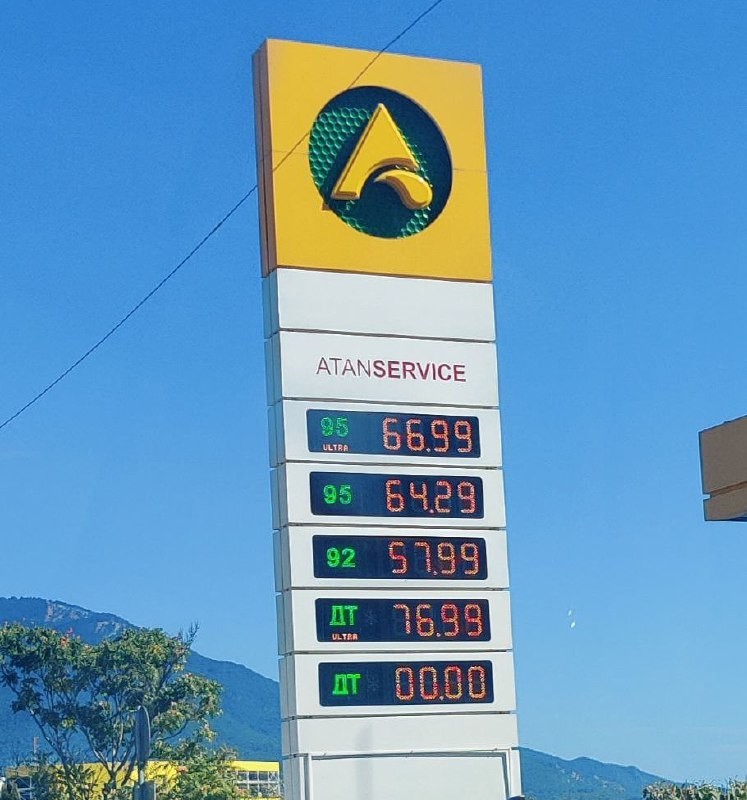 ATANSERVICE
95 66.99
ULTRA
95 64.29
92 57.99
ДТ 76.99
ULTRA
ДТ 00.00